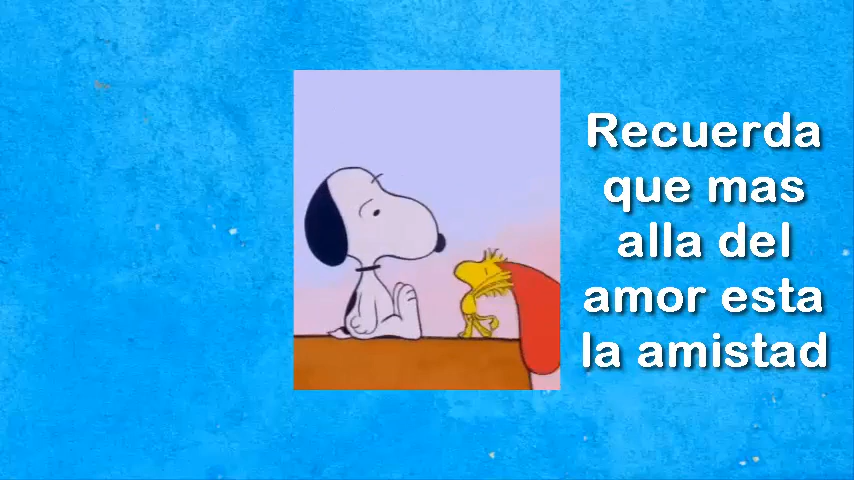 Recuerda
que mas
alla del
amor esta
la amistad